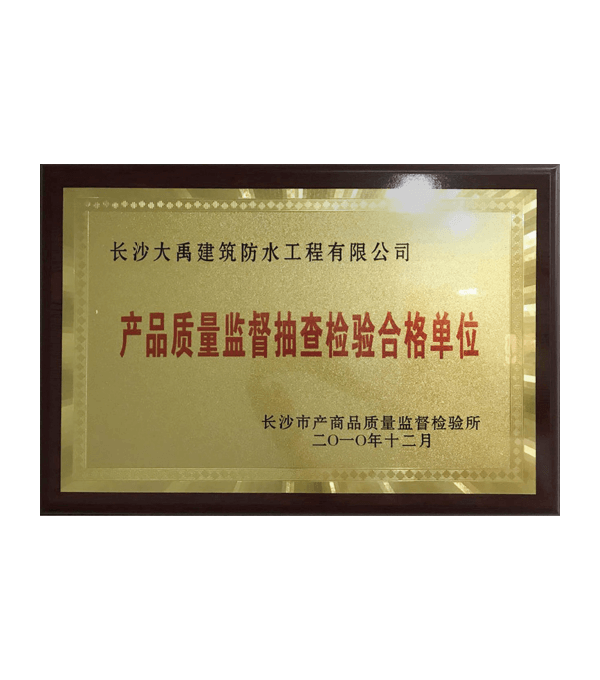 长沙大禹建筑防水工程有限公司
产品质量监督抽查检验合格单位
长沙市产商品质量监督检验所
二〇一〇年十二月